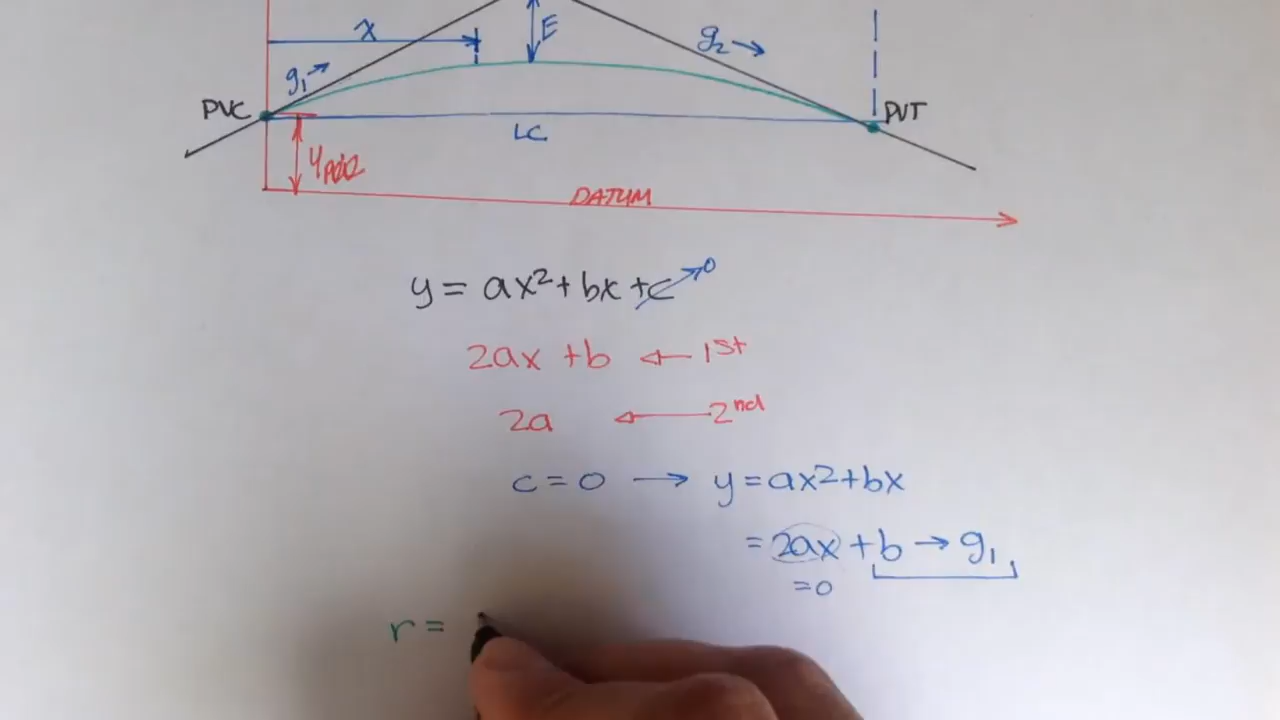 x
E
g₂ →
g₁ →
PVC
PVT
LC
DATUM
y = ax² + bx + c → 0
2ax + b ← 1st
2a ← 2nd
c = 0 → y = ax² + bx
= 2ax + b → g₁
= 0
r =